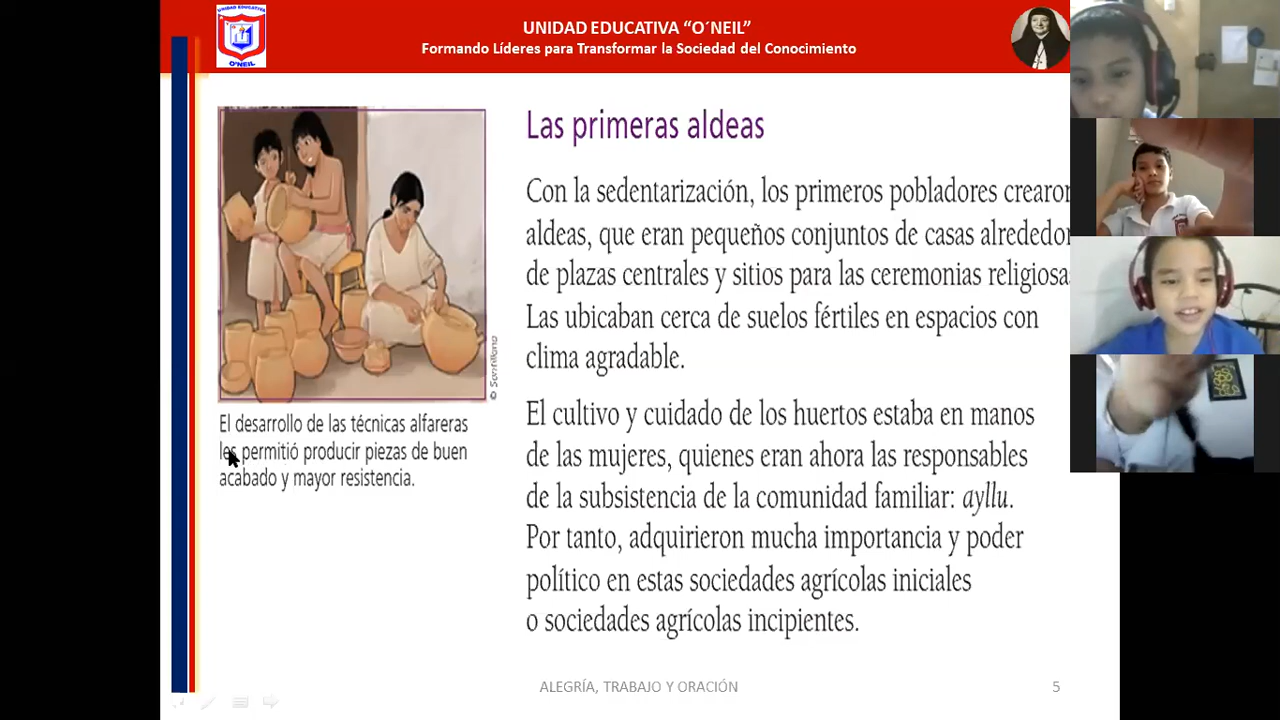 UNIDAD EDUCATIVA
O´NEIL
UNIDAD EDUCATIVA “O´NEIL”
Formando Líderes para Transformar la Sociedad del Conocimiento
Las primeras aldeas
Con la sedentarización, los primeros pobladores crearon
aldeas, que eran pequeños conjuntos de casas alrededor
de plazas centrales y sitios para las ceremonias religiosas
Las ubicaban cerca de suelos fértiles en espacios con
clima agradable.
El cultivo y cuidado de los huertos estaba en manos
de las mujeres, quienes eran ahora las responsables
de la subsistencia de la comunidad familiar: ayllu.
Por tanto, adquirieron mucha importancia y poder
político en estas sociedades agrícolas iniciales
o sociedades agrícolas incipientes.
© Santillana
El desarrollo de las técnicas alfareras
les permitió producir piezas de buen
acabado y mayor resistencia.
ALEGRÍA, TRABAJO Y ORACIÓN
5